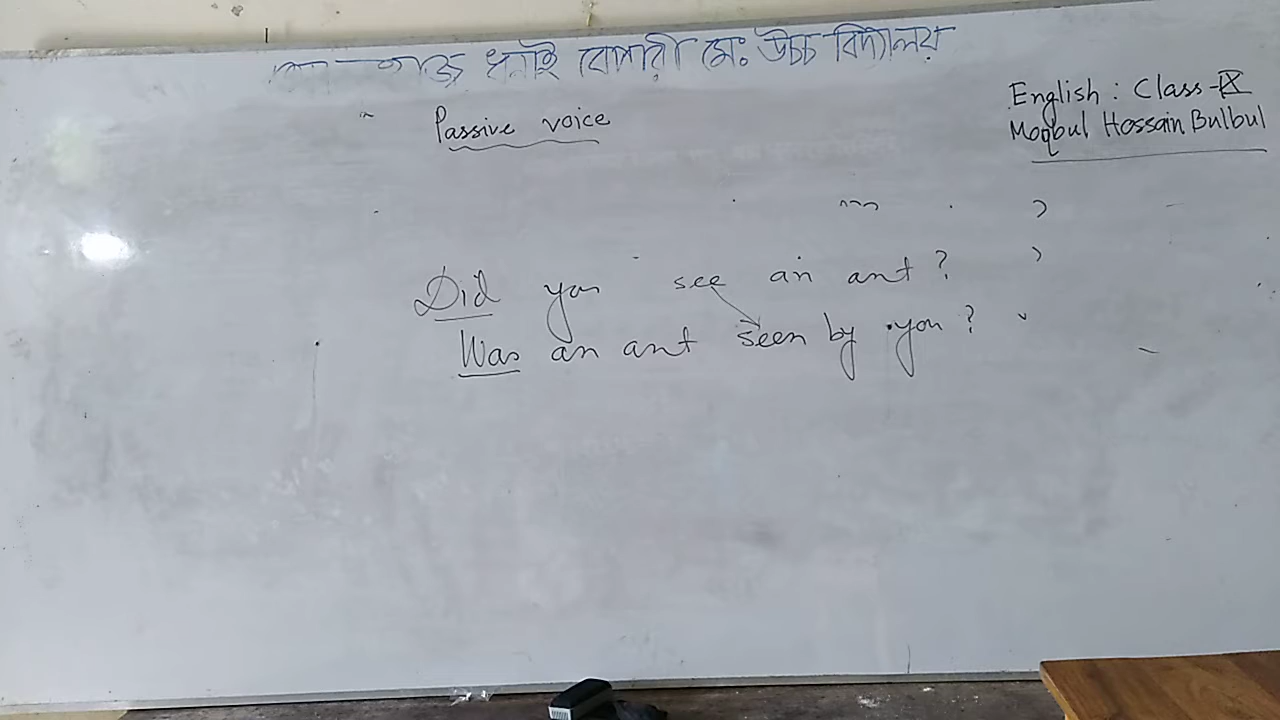 ধনাই বেপারী মেঃ উচ্চ বিদ্যালয়
Passive voice
English : Class-IX
Moqbul Hossain Bulbul
Did you see an ant ?
Was an ant seen by you ?